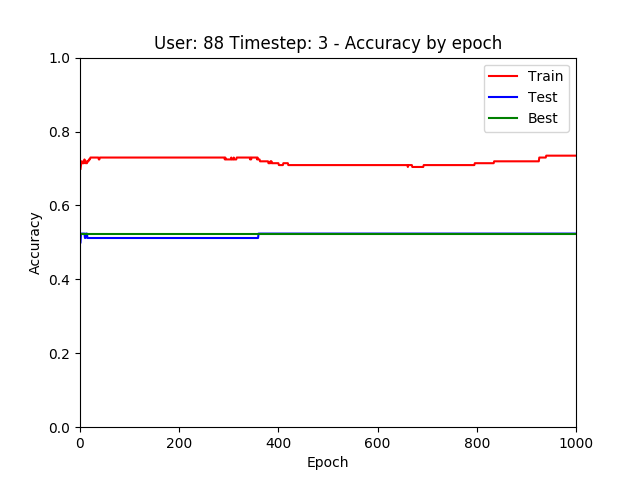 User: 88 Timestep: 3 - Accuracy by epoch
Train
Test
Best
1.0
0.8
0.6
0.4
0.2
0.0
Accuracy
0 200 400 600 800 1000
Epoch